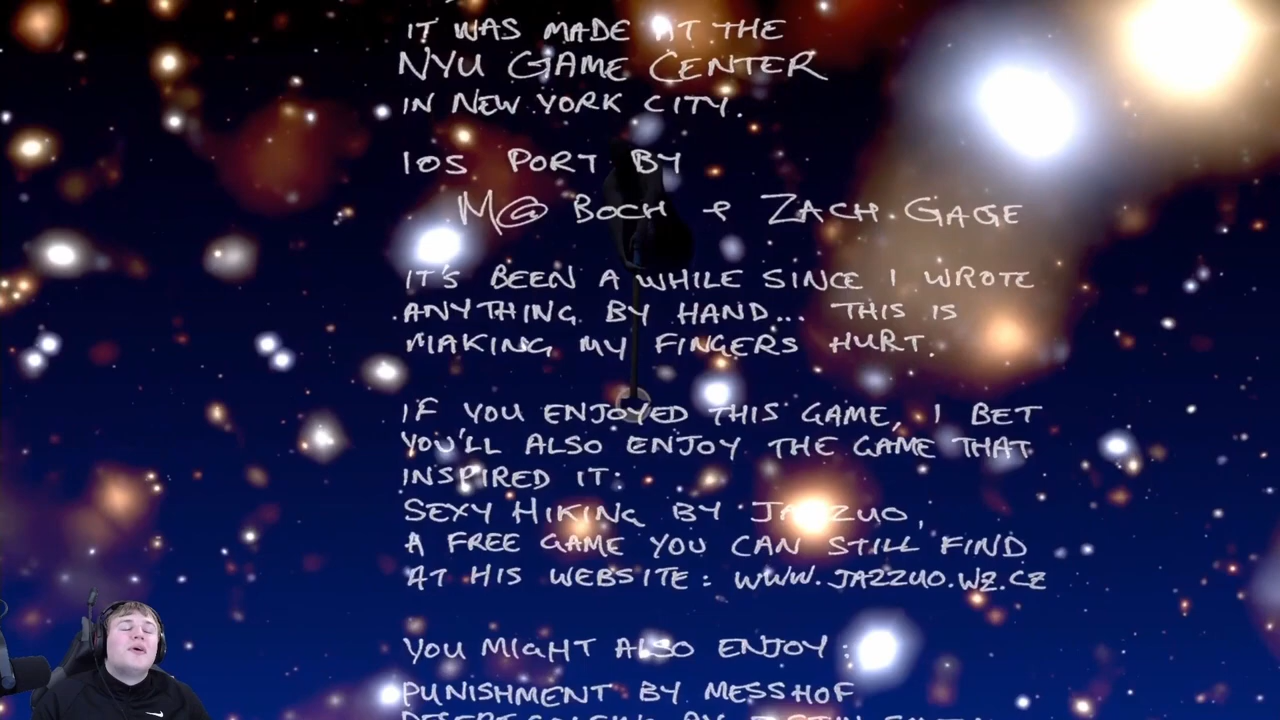 IT WAS MADE AT THE
NYU GAME CENTER
IN NEW YORK CITY.
IOS PORT BY
M@ BOCH & ZACH GAGE
IT'S BEEN A WHILE SINCE I WROTE
ANYTHING BY HAND... THIS IS
MAKING MY FINGERS HURT.
IF YOU ENJOYED THIS GAME, I BET
YOU'LL ALSO ENJOY THE GAME THAT
INSPIRED IT:
SEXY HIKING BY JAZZUO,
A FREE GAME YOU CAN STILL FIND
AT HIS WEBSITE: WWW.JAZZUO.WZ.CZ
YOU MIGHT ALSO ENJOY:
PUNISHMENT BY MESSHOF